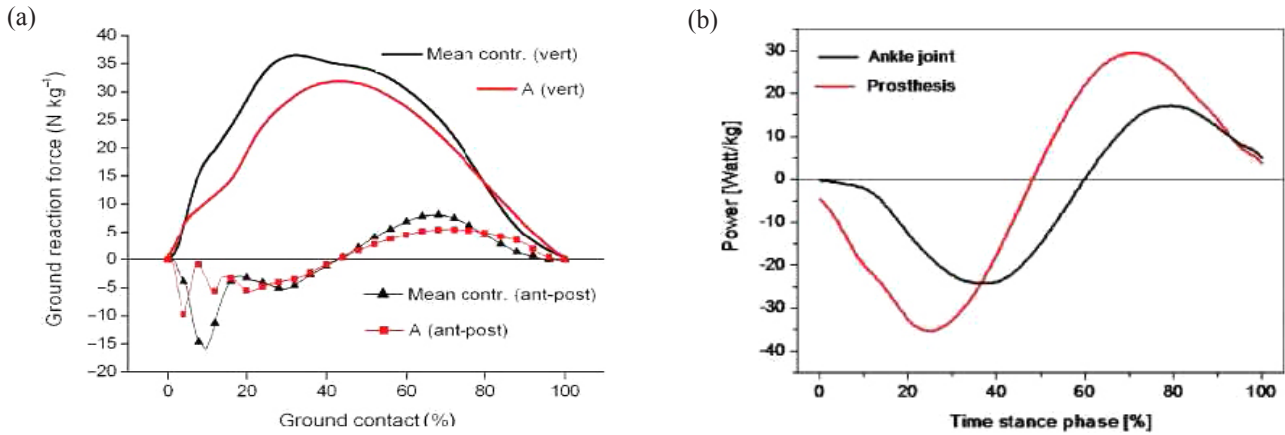 (a)
Ground reaction force (N kg⁻¹)
40
35
30
25
20
15
10
5
0
−5
−10
−15
−20
Mean contr. (vert)
A (vert)
Mean contr. (ant-post)
A (ant-post)
0 20 40 60 80 100
Ground contact (%)
(b)
Power [Watt/kg]
30
20
10
0
-10
-20
-30
-40
Ankle joint
Prosthesis
0 20 40 60 80 100
Time stance phase [%]